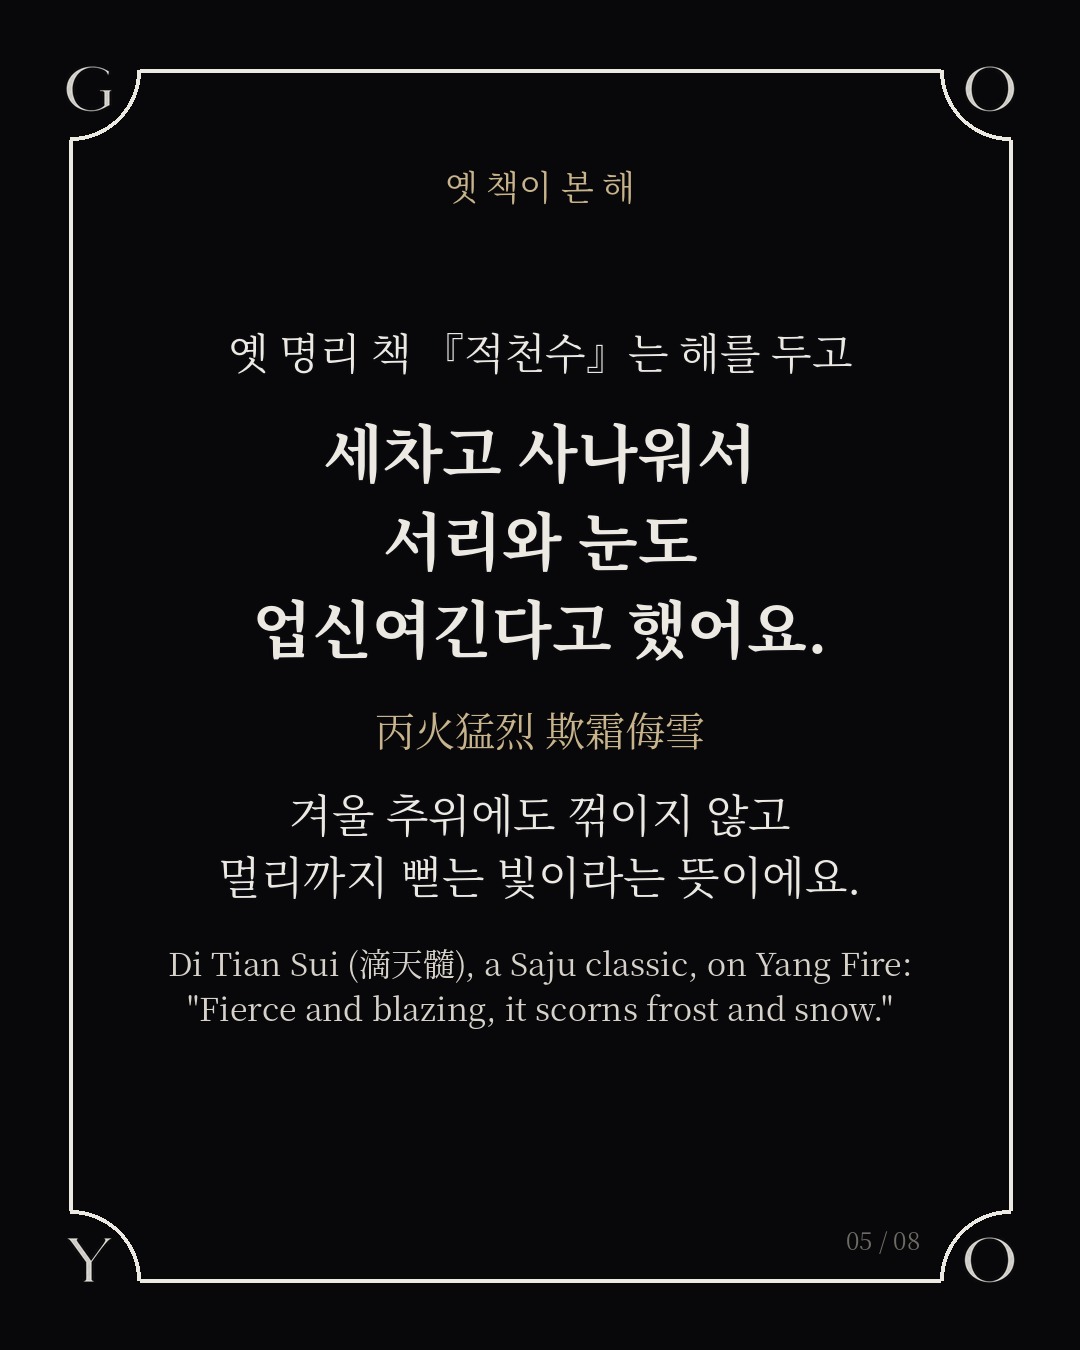 G O
옛 책이 본 해
옛 명리 책 『적천수』는 해를 두고
세차고 사나워서
서리와 눈도
업신여긴다고 했어요.
丙火猛烈 欺霜侮雪
겨울 추위에도 꺾이지 않고
멀리까지 뻗는 빛이라는 뜻이에요.
Di Tian Sui (滴天髓), a Saju classic, on Yang Fire:
"Fierce and blazing, it scorns frost and snow."
05 / 08
Y O